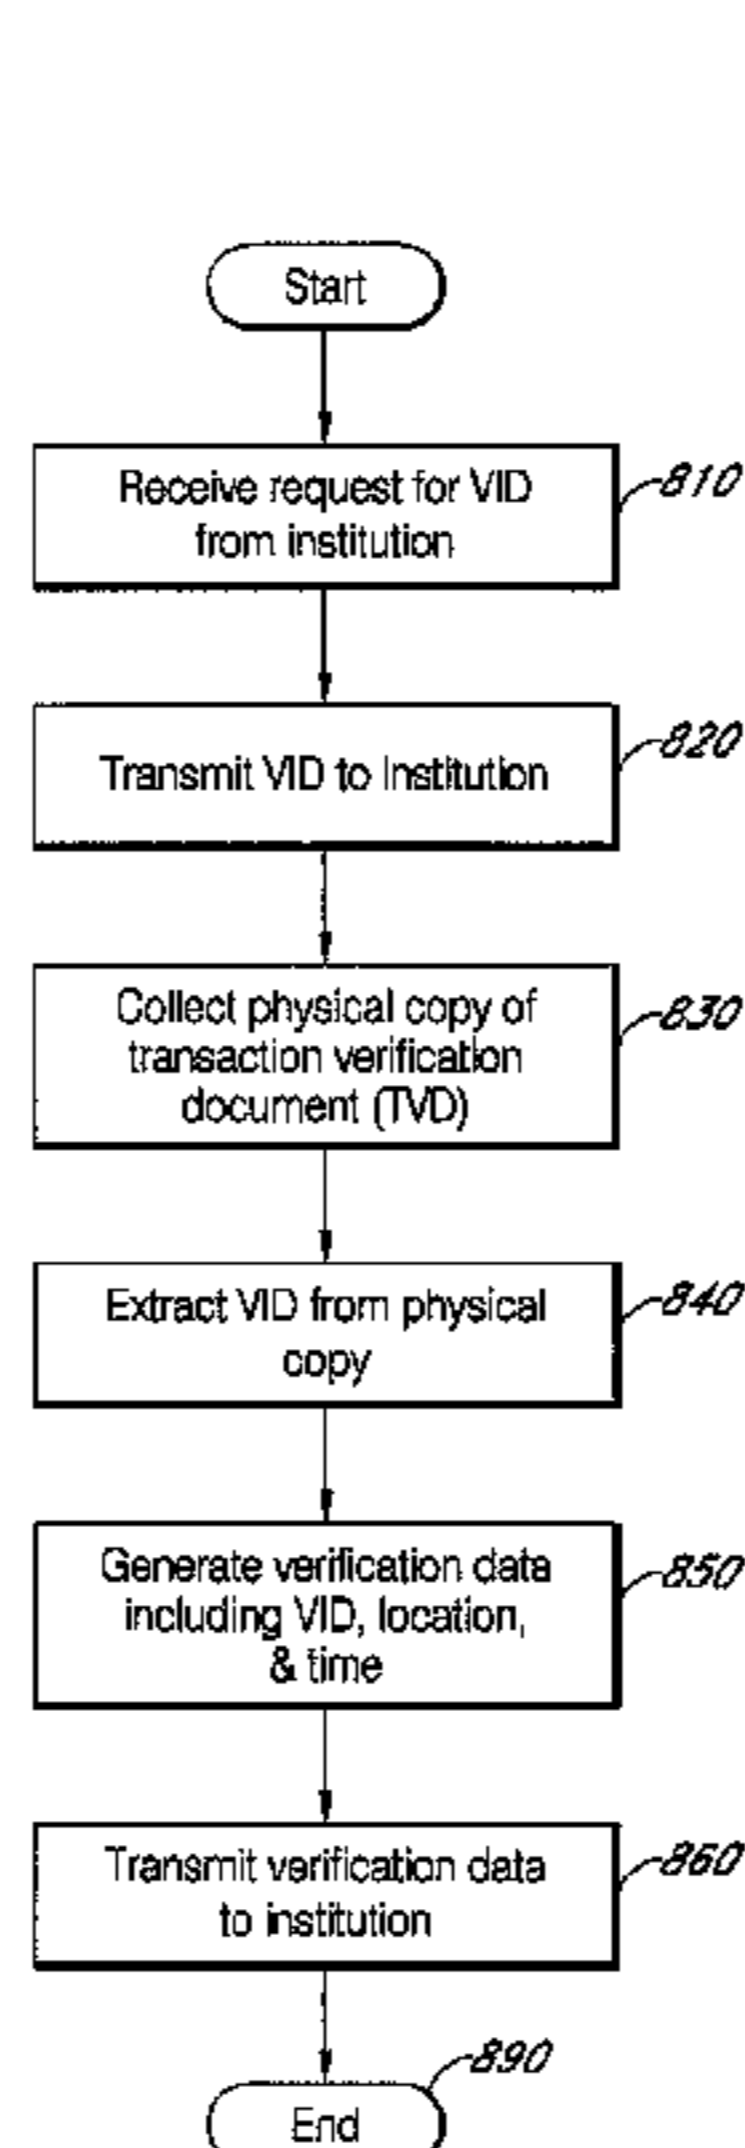 Start
Receive request for VID
from institution
810
Transmit VID to Institution
820
Collect physical copy of
transaction verification
document (TVD)
830
Extract VID from physical
copy
840
Generate verification data
including VID, location,
& time
850
Transmit verification data
to institution
860
890
End